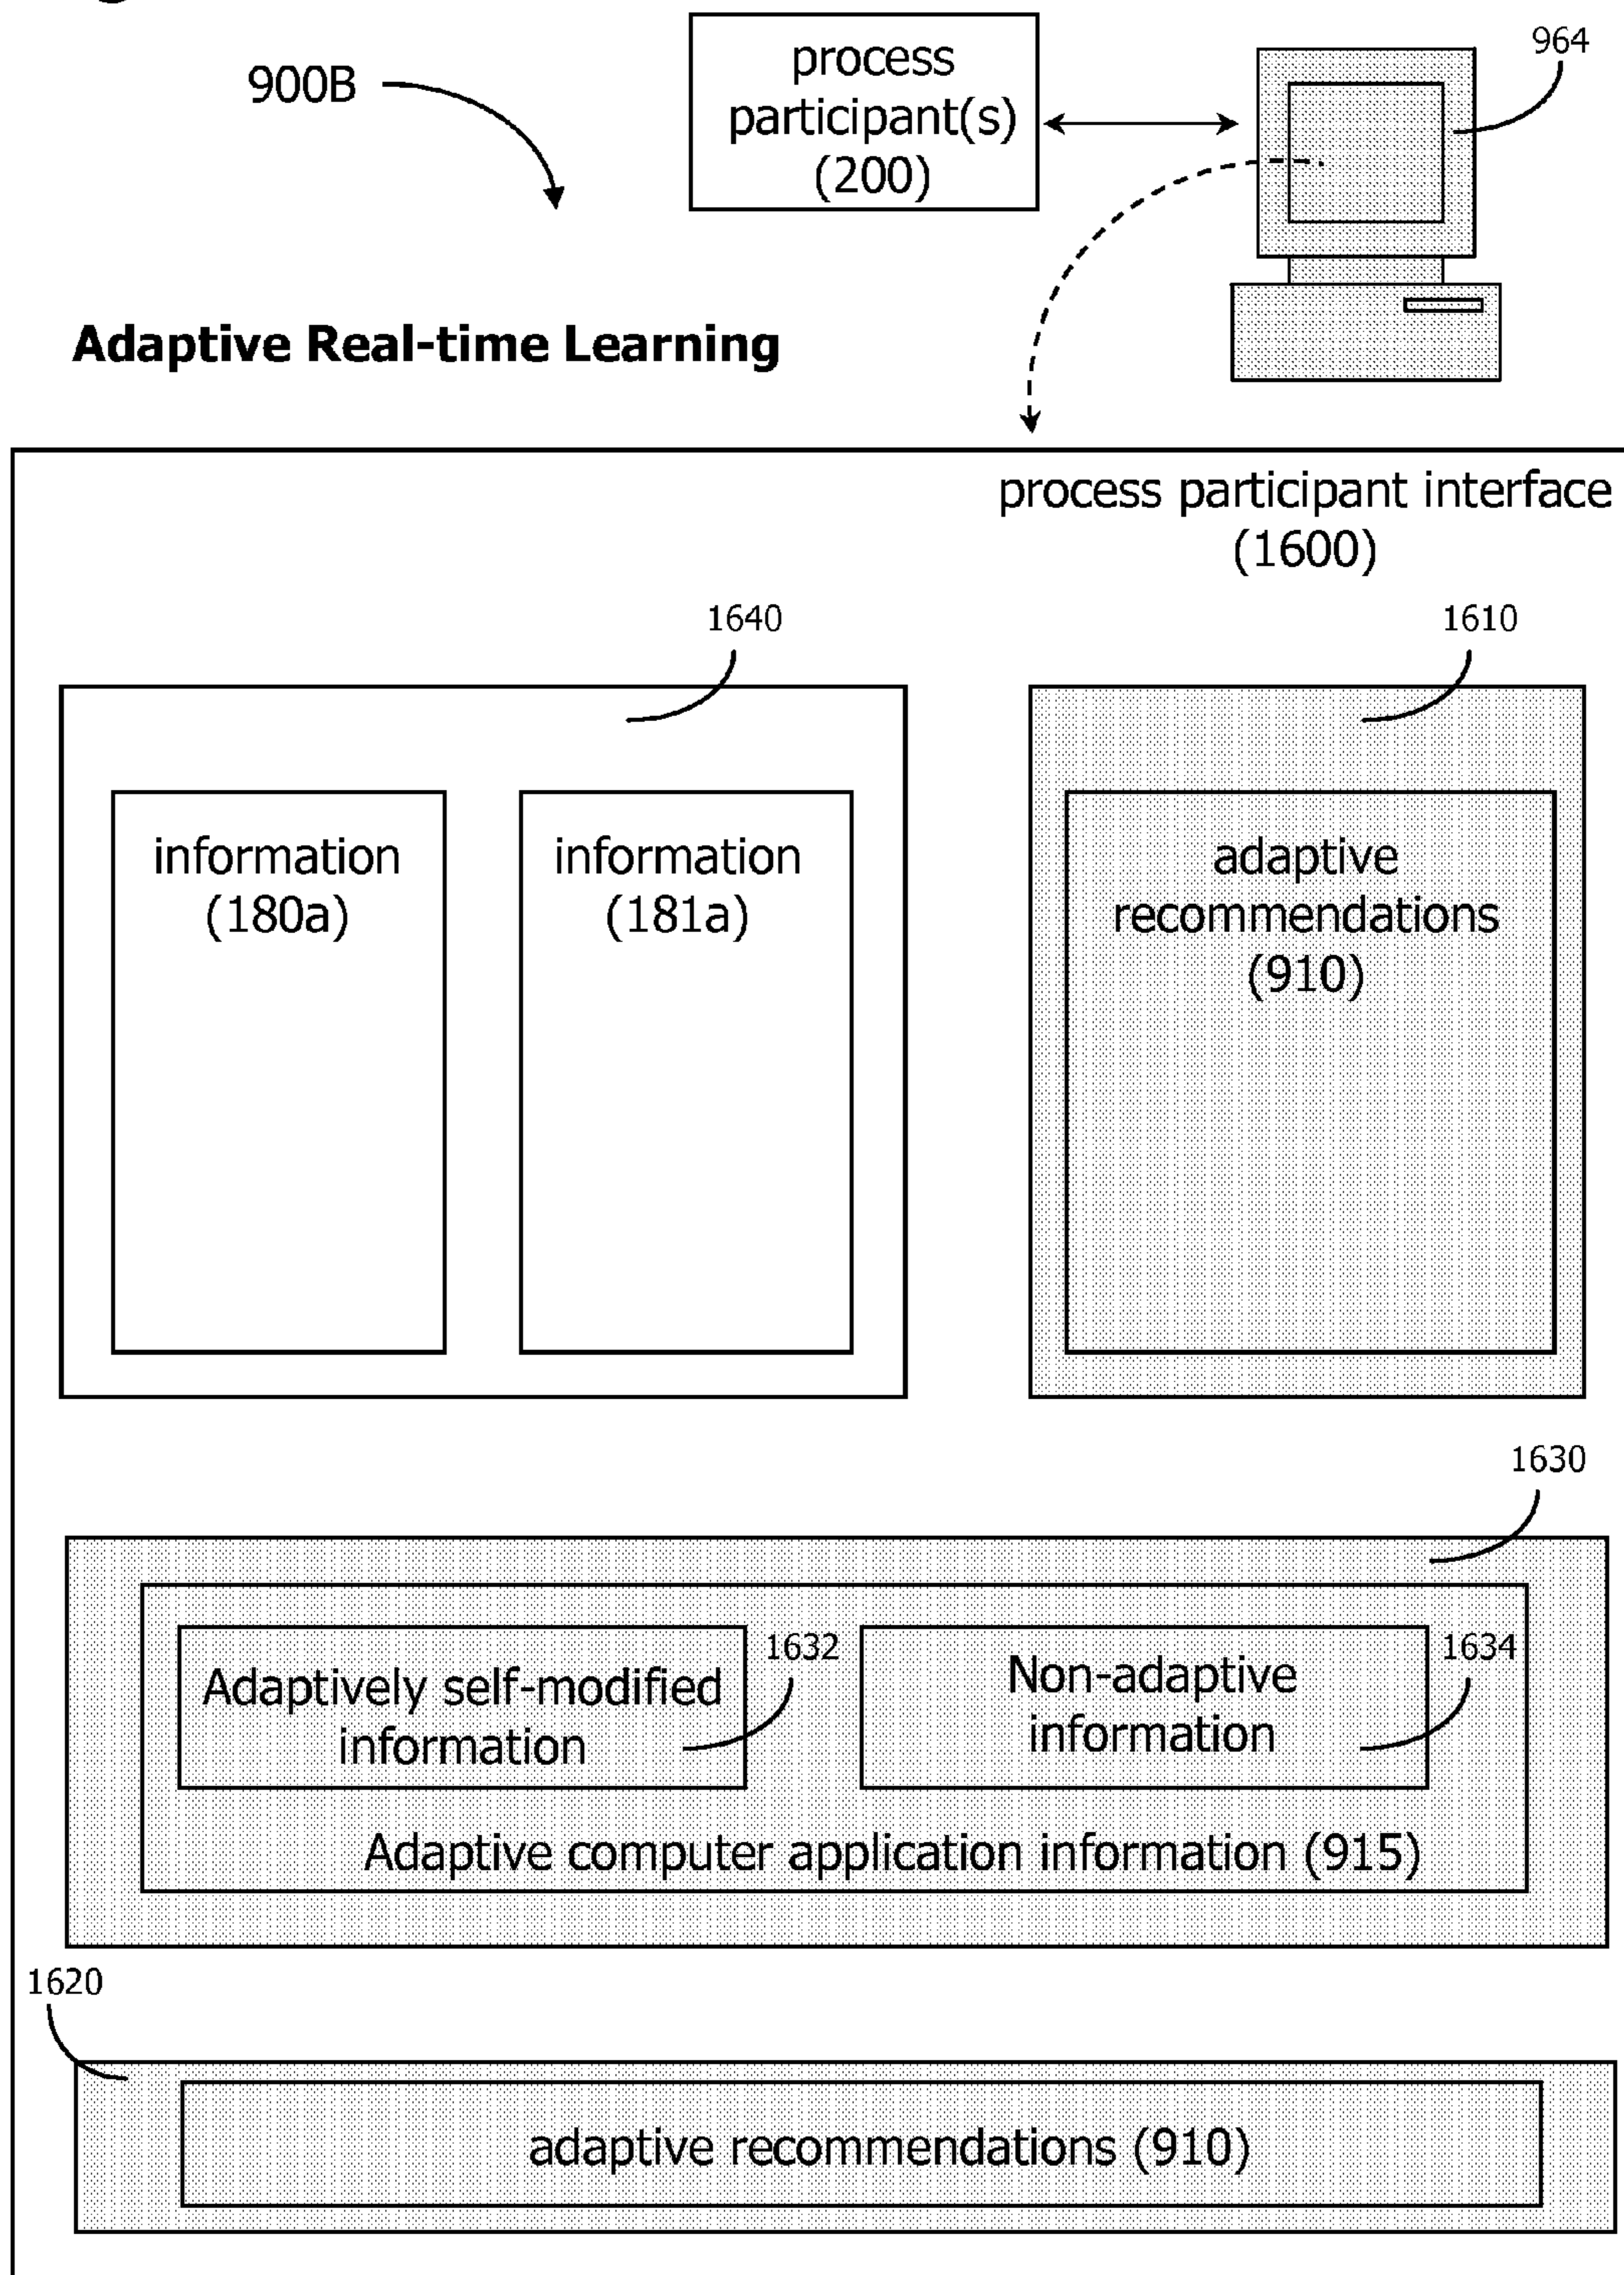 964
process
participant(s)
(200)
900B
Adaptive Real-time Learning
process participant interface
(1600)
1640
1610
information
(180a)
information
(181a)
adaptive
recommendations
(910)
1630
1632
1634
Adaptively self-modified
information
Non-adaptive
information
Adaptive computer application information (915)
1620
adaptive recommendations (910)